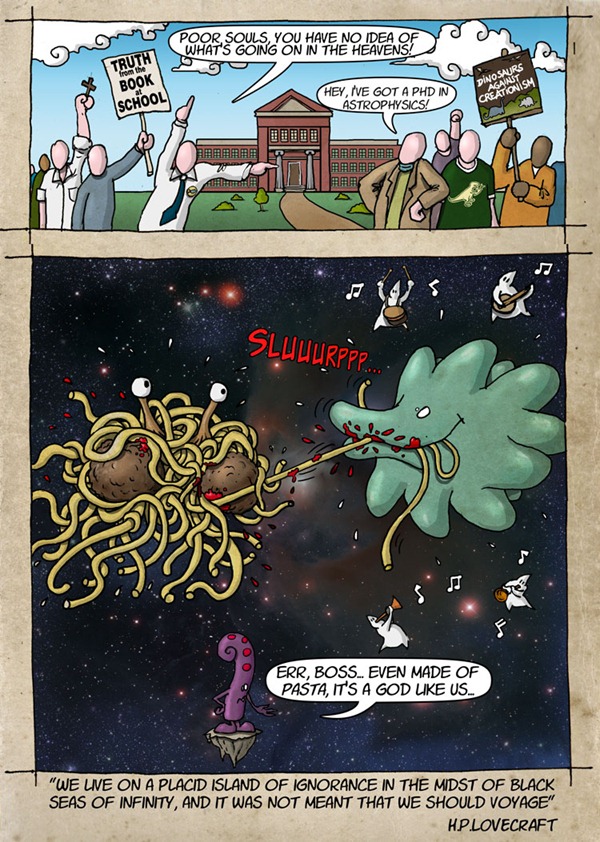 POOR SOULS, YOU HAVE NO IDEA OF
WHAT'S GOING ON IN THE HEAVENS!
TRUTH
from the
BOOK
at
SCHOOL
HEY, I'VE GOT A PHD IN
ASTROPHYSICS!
DINOSAURS
AGAINST
CREATIONISM
SLUUURPPP...
ERR, BOSS... EVEN MADE OF
PASTA, IT'S A GOD LIKE US...
"WE LIVE ON A PLACID ISLAND OF IGNORANCE IN THE MIDST OF BLACK
SEAS OF INFINITY, AND IT WAS NOT MEANT THAT WE SHOULD VOYAGE"
H.P.LOVECRAFT